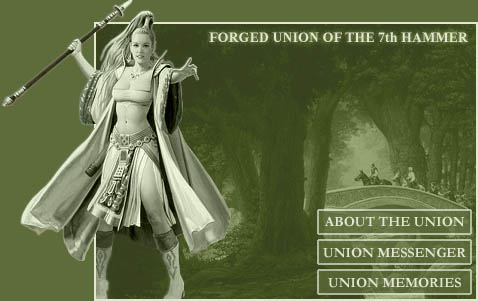 FORGED UNION OF THE 7th HAMMER
ABOUT THE UNION
UNION MESSENGER
UNION MEMORIES